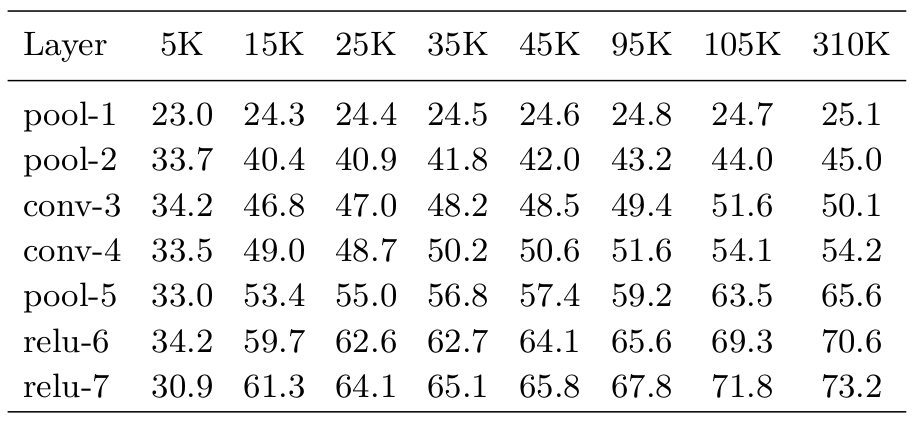 Layer 5K 15K 25K 35K 45K 95K 105K 310K
pool-1 23.0 24.3 24.4 24.5 24.6 24.8 24.7 25.1
pool-2 33.7 40.4 40.9 41.8 42.0 43.2 44.0 45.0
conv-3 34.2 46.8 47.0 48.2 48.5 49.4 51.6 50.1
conv-4 33.5 49.0 48.7 50.2 50.6 51.6 54.1 54.2
pool-5 33.0 53.4 55.0 56.8 57.4 59.2 63.5 65.6
relu-6 34.2 59.7 62.6 62.7 64.1 65.6 69.3 70.6
relu-7 30.9 61.3 64.1 65.1 65.8 67.8 71.8 73.2